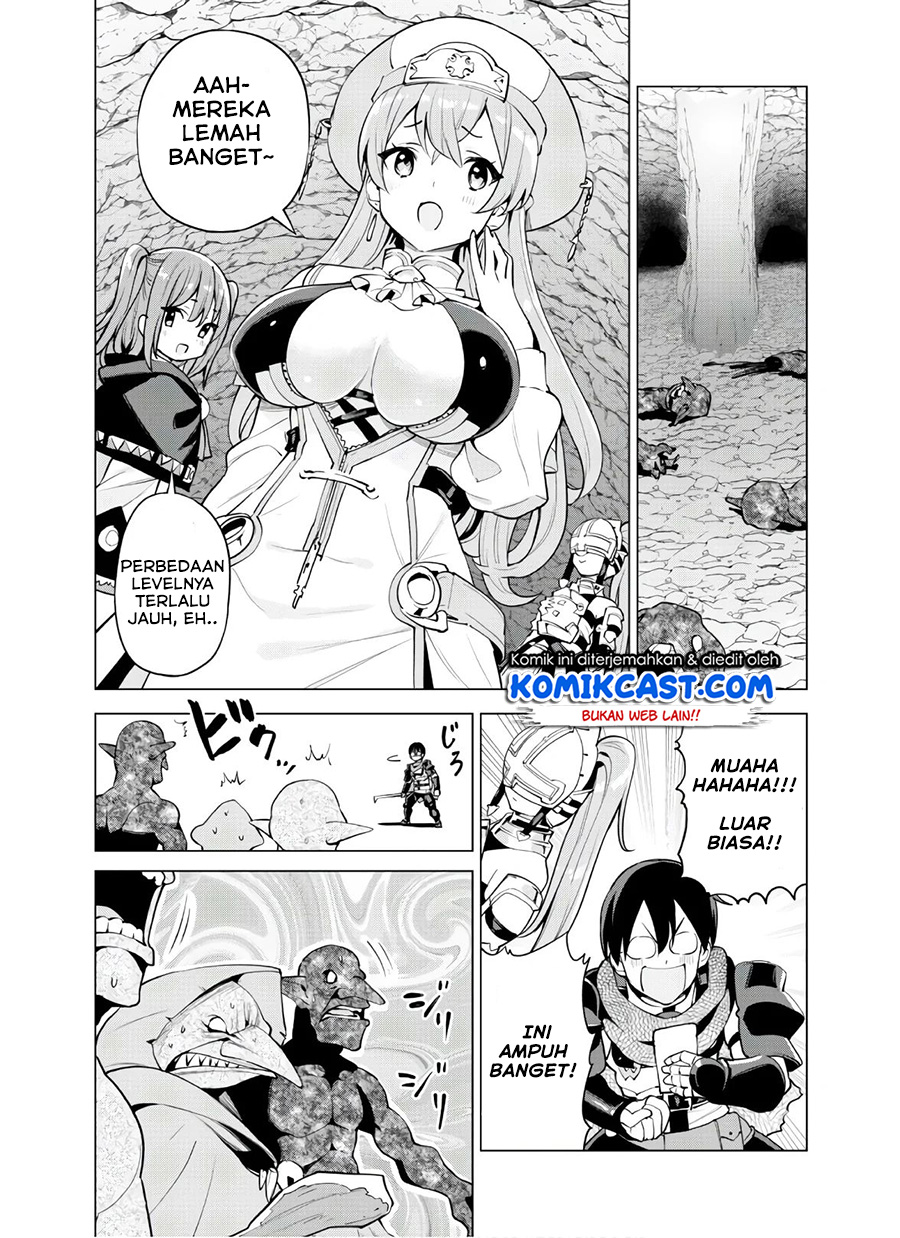 AAH-
MEREKA
LEMAH
BANGET~
PERBEDAAN
LEVELNYA
TERLALU
JAUH, EH..
Komik ini diterjemahkan & diedit oleh
KOMIKCAST.COM
BUKAN WEB LAIN!!
MUAHA
HAHAHA!!!
LUAR
BIASA!!
INI
AMPUH
BANGET!
じろ
ビクッ…
ジリ
ジリ